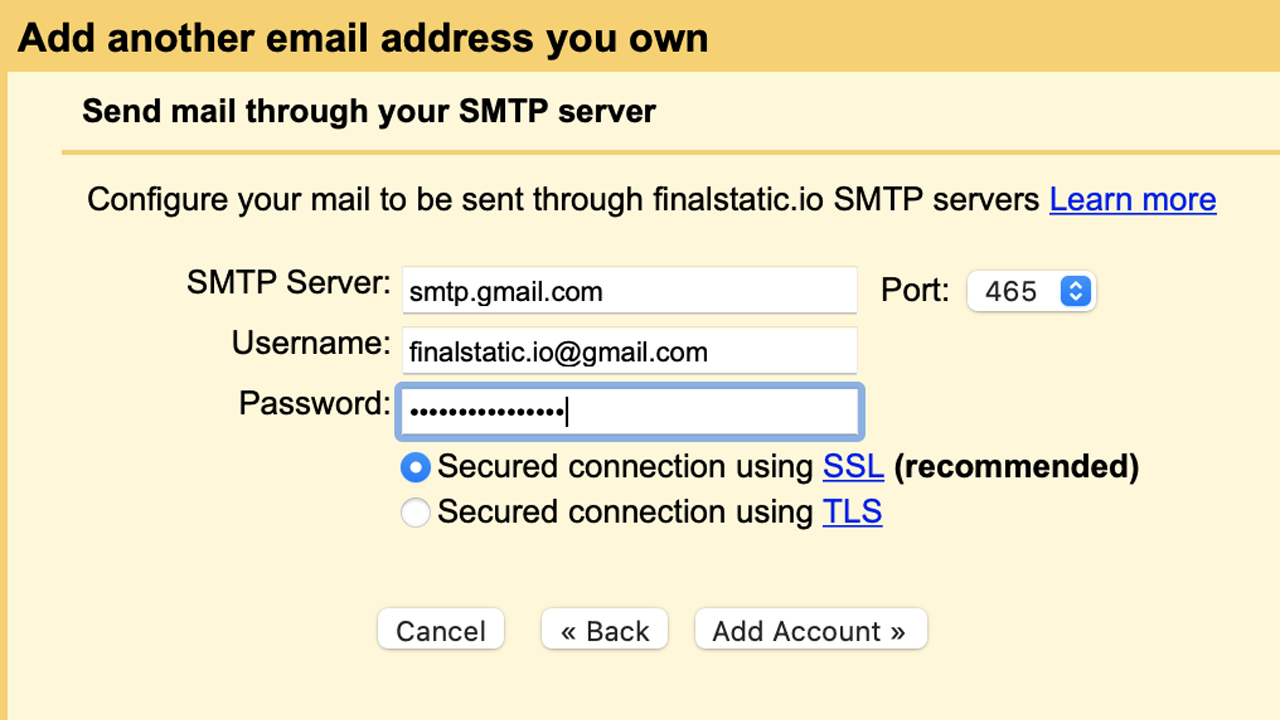 Add another email address you own
Send mail through your SMTP server
Configure your mail to be sent through finalstatic.io SMTP servers Learn more
SMTP Server: smtp.gmail.com Port: 465
Username: finalstatic.io@gmail.com
Password: ••••••••••••••••
Secured connection using SSL (recommended)
Secured connection using TLS
Cancel « Back Add Account »